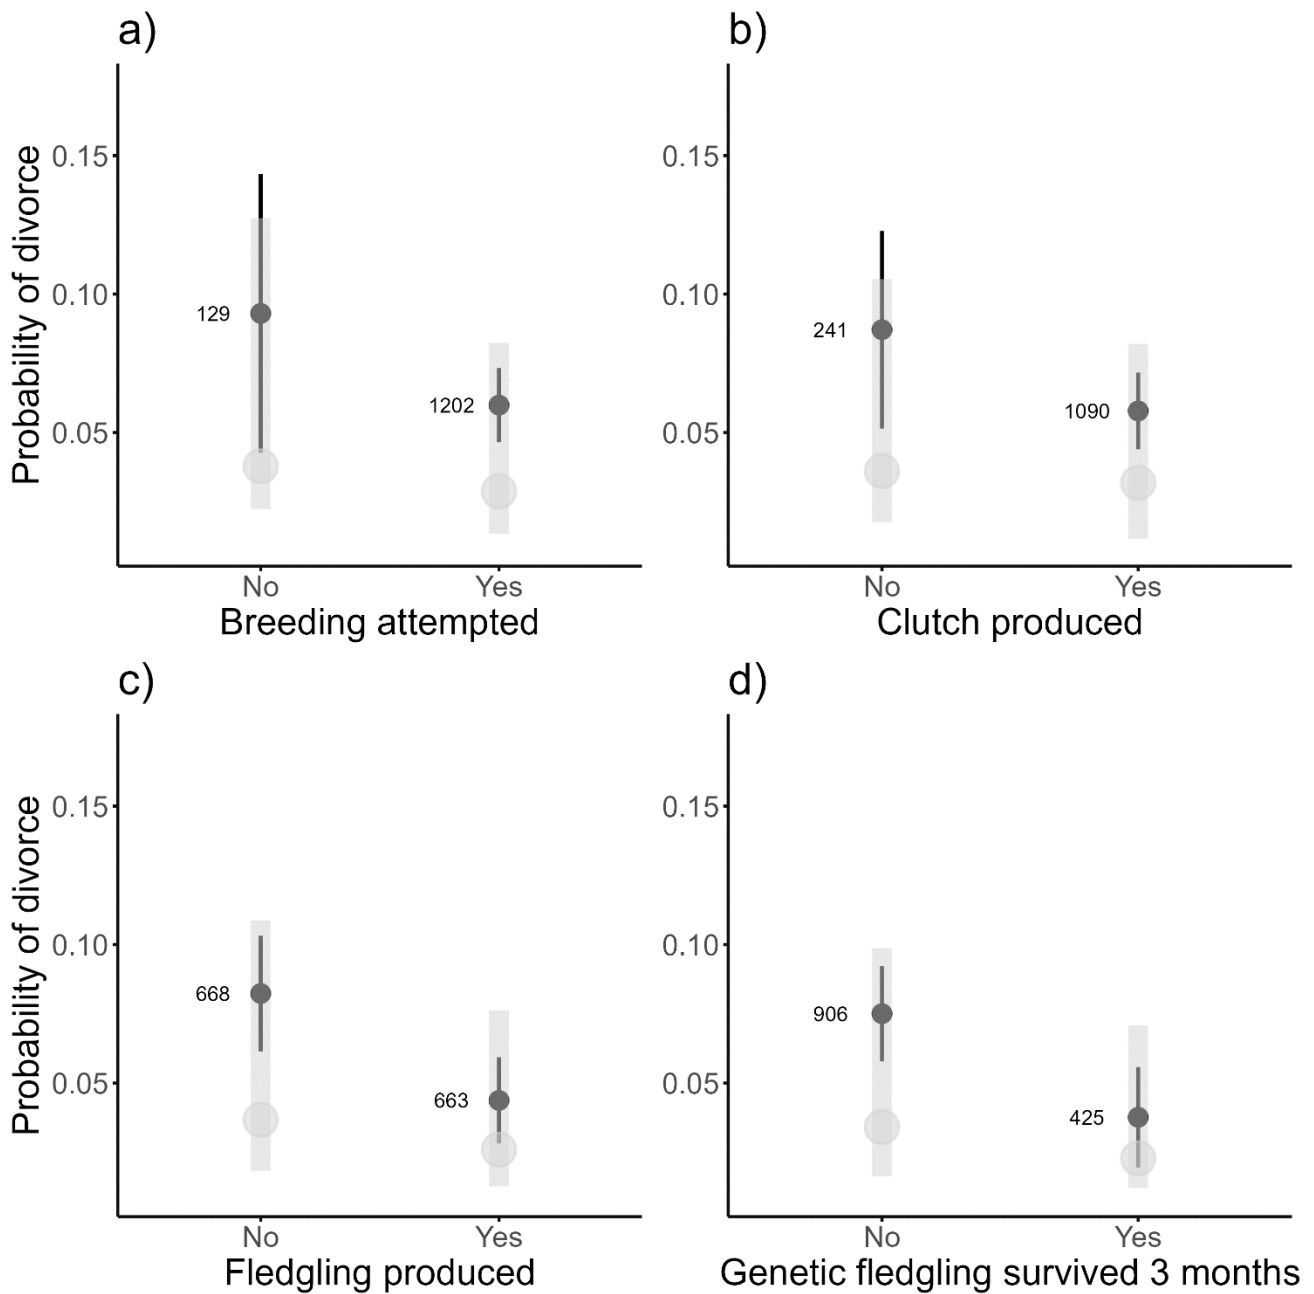 a)
Probability of divorce
0.15
0.10
0.05
129
1202
No
Yes
Breeding attempted
b)
0.15
0.10
0.05
241
1090
No
Yes
Clutch produced
c)
Probability of divorce
0.15
0.10
0.05
668
663
No
Yes
Fledgling produced
d)
0.15
0.10
0.05
906
425
No
Yes
Genetic fledgling survived 3 months